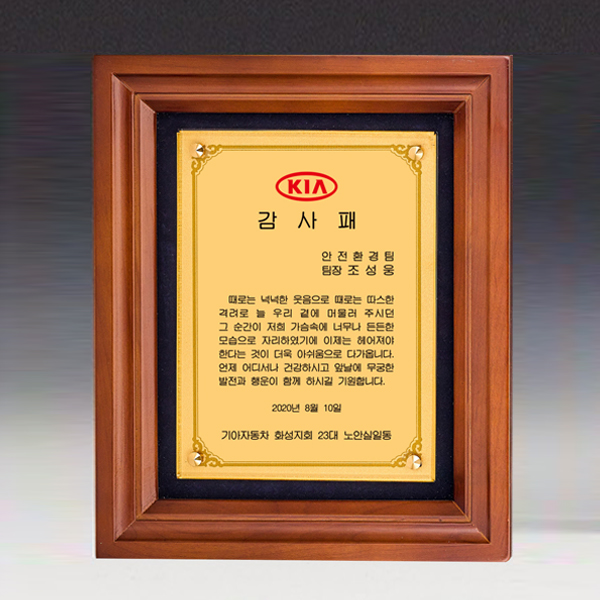 KIA
감 사 패
안전환경팀
팀장 조성웅
때로는 넉넉한 웃음으로 때로는 따스한
격려로 늘 우리 곁에 머물러 주시던
그 순간이 저희 가슴속에 너무나 든든한
모습으로 자리하였기에 이제는 헤어져야
한다는 것이 더욱 아쉬움으로 다가옵니다.
언제 어디서나 건강하시고 앞날에 무궁한
발전과 행운이 함께 하시길 기원합니다.
2020년 8월 10일
기아자동차 화성지회 23대 노안실일동